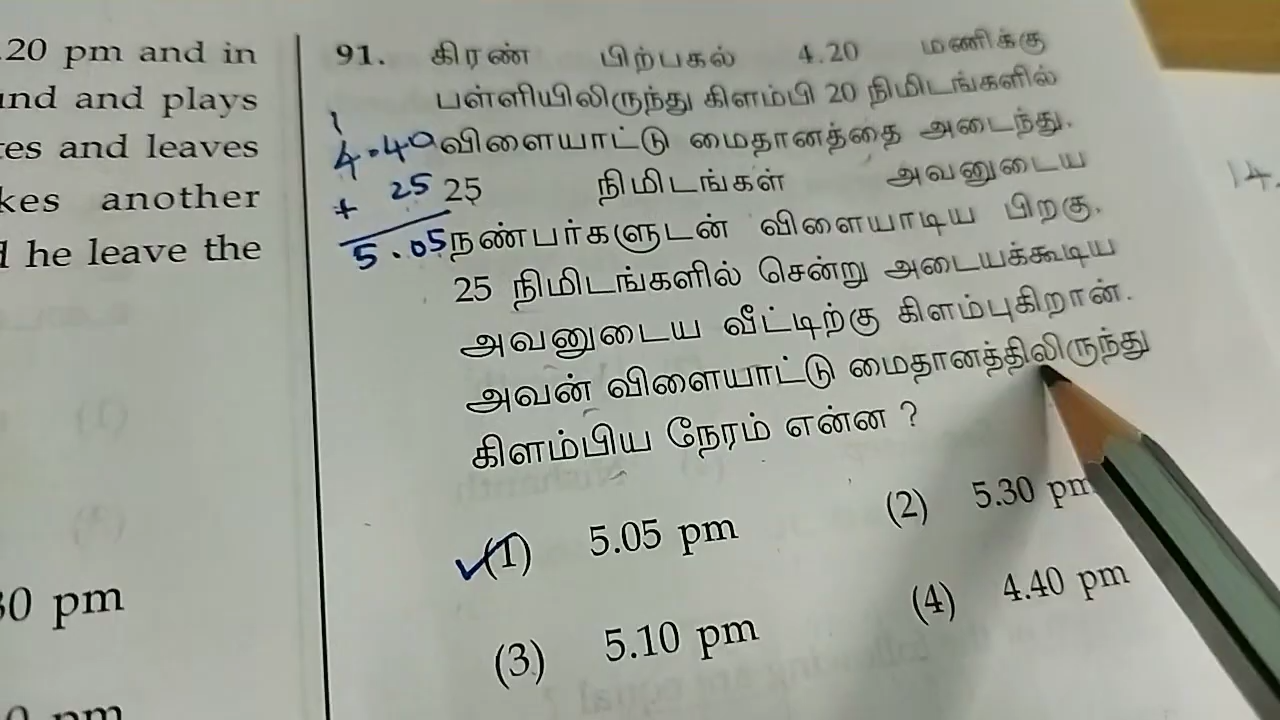 .20 pm and in
und and plays
tes and leaves
kes another
he leave the
30 pm
pm
91. கிரண் பிற்பகல் 4.20 மணிக்கு
பள்ளியிலிருந்து கிளம்பி 20 நிமிடங்களில்
விளையாட்டு மைதானத்தை அடைந்து.
25 நிமிடங்கள் அவனுடைய
நண்பர்களுடன் விளையாடிய பிறகு.
25 நிமிடங்களில் சென்று அடையக்கூடிய
அவனுடைய வீட்டிற்கு கிளம்புகிறான்.
அவன் விளையாட்டு மைதானத்திலிருந்து
கிளம்பிய நேரம் என்ன ?
1
4.40
+ 25
5.05
(1) 5.05 pm
(2) 5.30 pm
(3) 5.10 pm
(4) 4.40 pm
14.